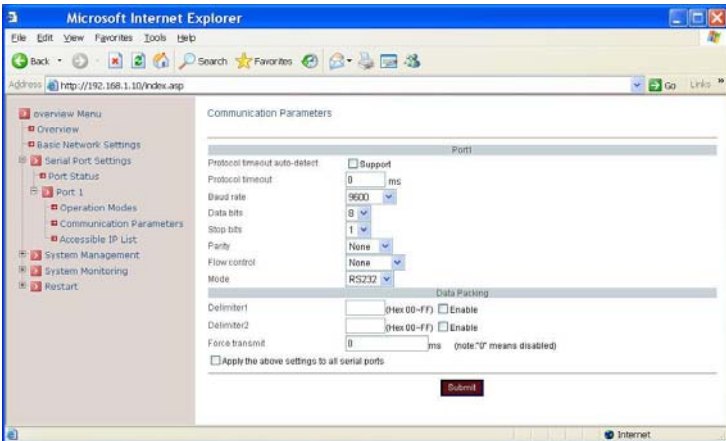 Microsoft Internet Explorer
File Edit View Favorites Tools Help
Back Search Favorites
Address http://192.168.1.10/index.asp Go Links »
overview Menu
Overview
Basic Network Settings
Serial Port Settings
Port Status
Port 1
Operation Modes
Communication Parameters
Accessible IP List
System Management
System Monitoring
Restart
Communication Parameters
Port1
Protocol timeout auto-detect Support
Protocol timeout 0 ms
Baud rate 9600
Data bits 8
Stop bits 1
Parity None
Flow control None
Mode RS232
Data Packing
Delimiter1 (Hex 00~FF) Enable
Delimiter2 (Hex 00~FF) Enable
Force transmit 0 ms (note:"0" means disabled)
Apply the above settings to all serial ports
Submit
Internet